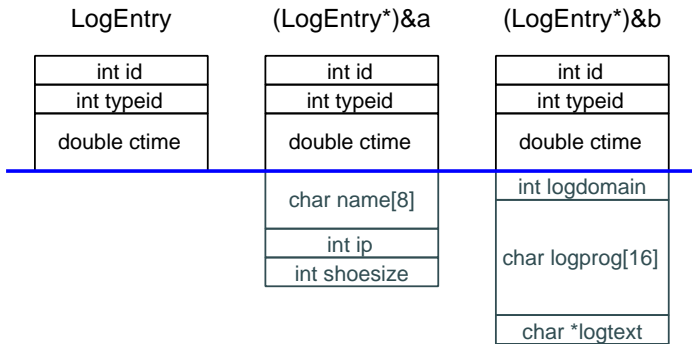 LogEntry
int id
int typeid
double ctime
(LogEntry*)&a
int id
int typeid
double ctime
char name[8]
int ip
int shoesize
(LogEntry*)&b
int id
int typeid
double ctime
int logdomain
char logprog[16]
char *logtext